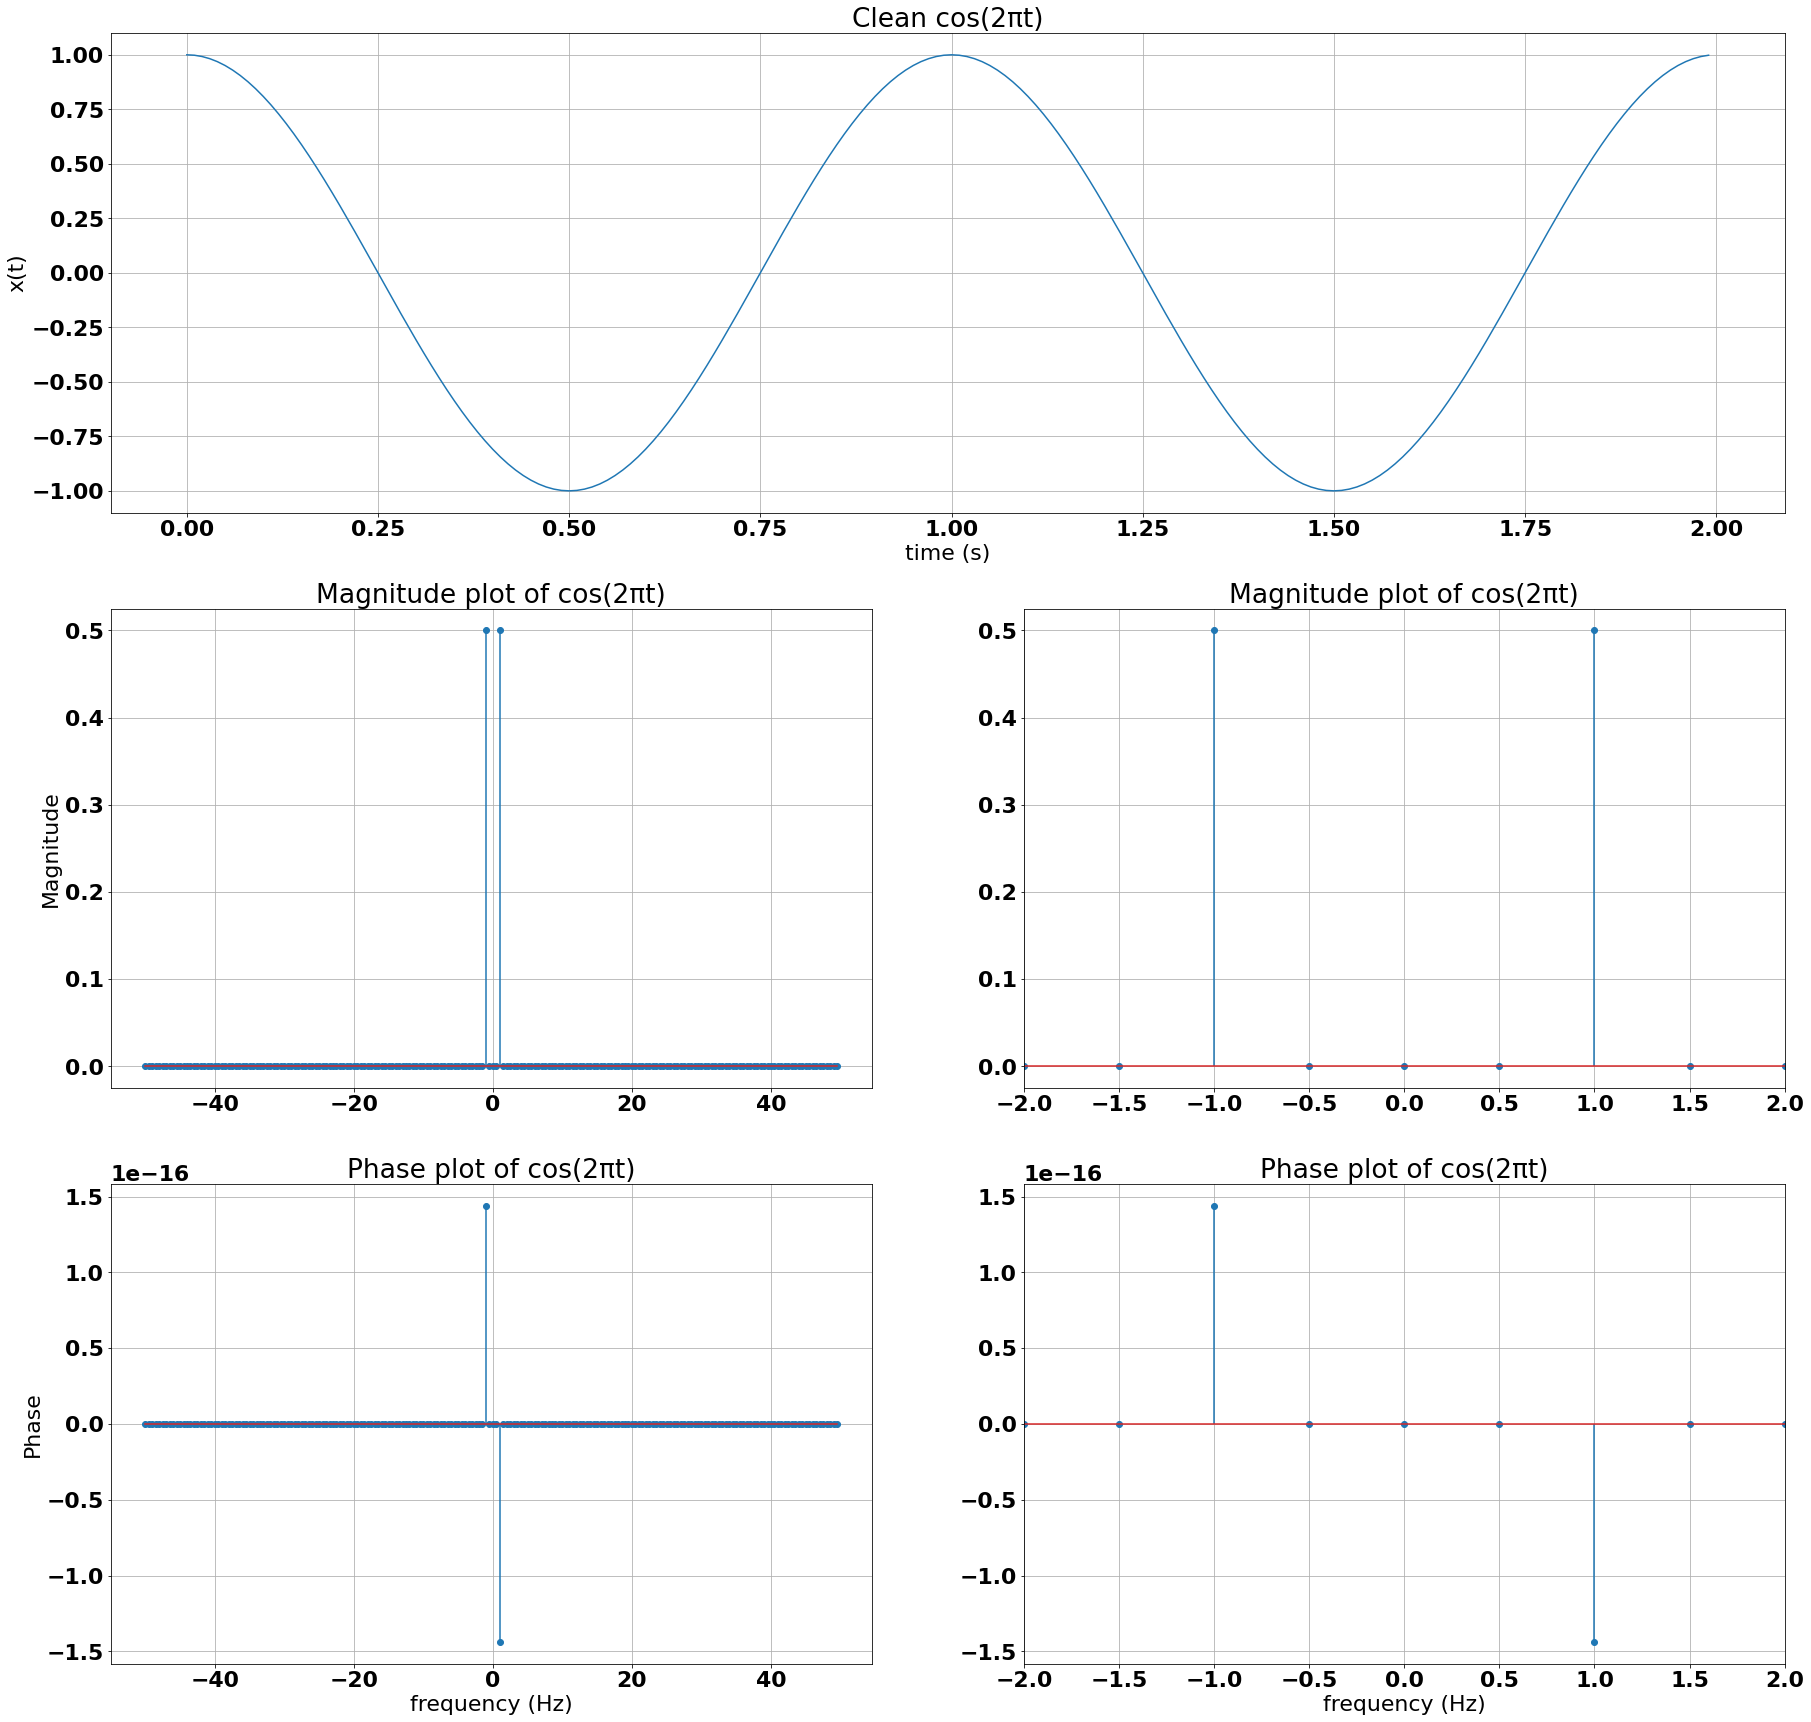 Clean cos(2πt)
1.00
0.75
0.50
0.25
0.00
−0.25
−0.50
−0.75
−1.00
x(t)
0.00 0.25 0.50 0.75 1.00 1.25 1.50 1.75 2.00
time (s)
Magnitude plot of cos(2πt)
0.5
0.4
0.3
0.2
0.1
0.0
Magnitude
−40 −20 0 20 40
Magnitude plot of cos(2πt)
0.5
0.4
0.3
0.2
0.1
0.0
−2.0 −1.5 −1.0 −0.5 0.0 0.5 1.0 1.5 2.0
Phase plot of cos(2πt)
1e−16
1.5
1.0
0.5
0.0
−0.5
−1.0
−1.5
Phase
−40 −20 0 20 40
frequency (Hz)
Phase plot of cos(2πt)
1e−16
1.5
1.0
0.5
0.0
−0.5
−1.0
−1.5
−2.0 −1.5 −1.0 −0.5 0.0 0.5 1.0 1.5 2.0
frequency (Hz)